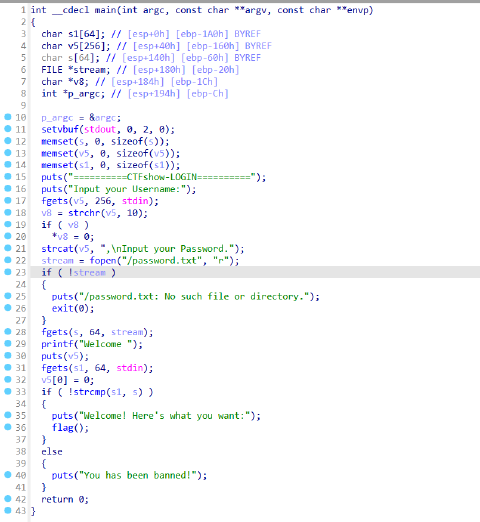 1 int __cdecl main(int argc, const char **argv, const char **envp)
2 {
3 char s1[64]; // [esp+0h] [ebp-1A0h] BYREF
4 char v5[256]; // [esp+40h] [ebp-160h] BYREF
5 char s[64]; // [esp+140h] [ebp-60h] BYREF
6 FILE *stream; // [esp+180h] [ebp-20h]
7 char *v8; // [esp+184h] [ebp-1Ch]
8 int *p_argc; // [esp+194h] [ebp-Ch]
9
10 p_argc = &argc;
11 setvbuf(stdout, 0, 2, 0);
12 memset(s, 0, sizeof(s));
13 memset(v5, 0, sizeof(v5));
14 memset(s1, 0, sizeof(s1));
15 puts("==========CTFshow-LOGIN==========");
16 puts("Input your Username:");
17 fgets(v5, 256, stdin);
18 v8 = strchr(v5, 10);
19 if ( v8 )
20 *v8 = 0;
21 strcat(v5, ",\nInput your Password.");
22 stream = fopen("/password.txt", "r");
23 if ( !stream )
24 {
25 puts("/password.txt: No such file or directory.");
26 exit(0);
27 }
28 fgets(s, 64, stream);
29 printf("Welcome ");
30 puts(v5);
31 fgets(s1, 64, stdin);
32 v5[0] = 0;
33 if ( !strcmp(s1, s) )
34 {
35 puts("Welcome! Here's what you want:");
36 flag();
37 }
38 else
39 {
40 puts("You has been banned!");
41 }
42 return 0;
43 }